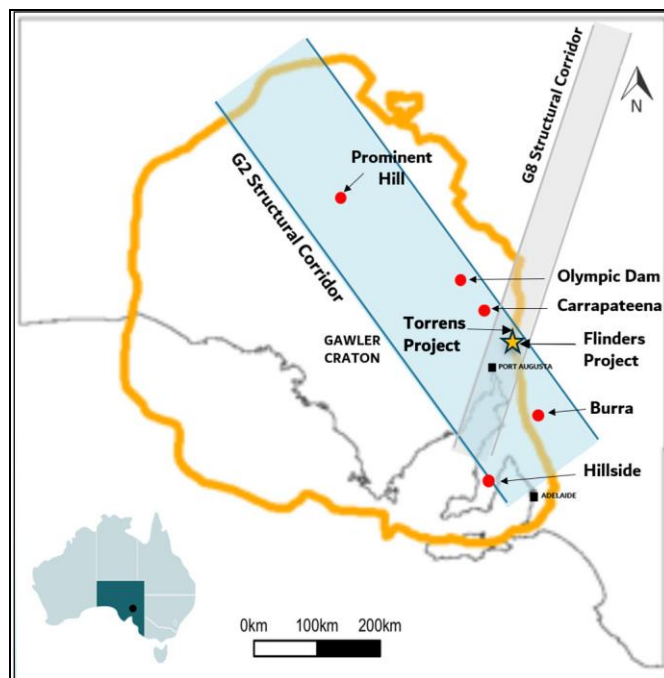 G8 Structural Corridor
N
Prominent
Hill
G2 Structural Corridor
Olympic Dam
Carrapateena
Torrens
Project
Flinders
Project
GAWLER
CRATON
PORT AUGUSTA
Burra
Hillside
ADELAIDE
0km 100km 200km